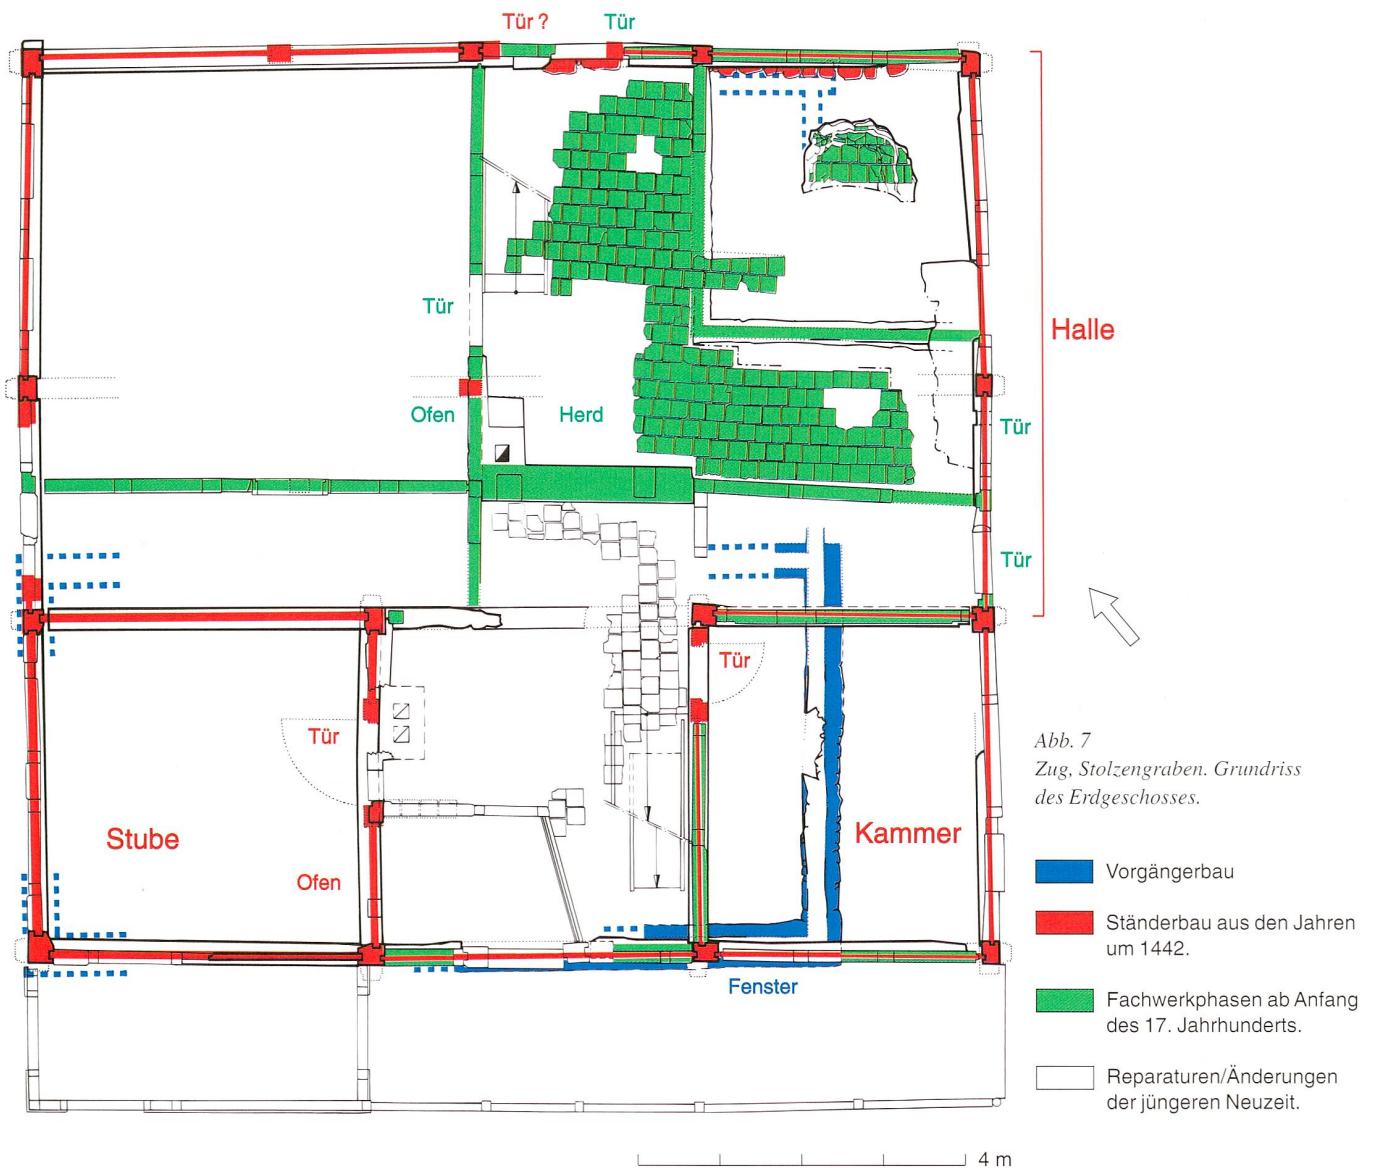 Tür ?
Tür
Halle
Tür
Ofen
Herd
Tür
Tür
Tür
Tür
Stube
Ofen
Kammer
Fenster
Abb. 7
Zug, Stolzengraben. Grundriss
des Erdgeschosses.
Vorgängerbau
Ständerbau aus den Jahren
um 1442.
Fachwerkphasen ab Anfang
des 17. Jahrhunderts.
Reparaturen/Änderungen
der jüngeren Neuzeit.
4 m